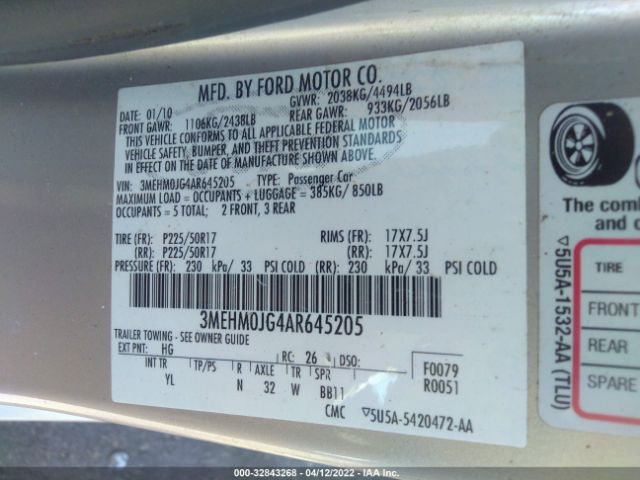 MFD. BY FORD MOTOR CO.
DATE: 01/10
GVWR: 2038KG/4494LB
FRONT GAWR: 1106KG/2438LB
REAR GAWR: 933KG/2056LB
THIS VEHICLE CONFORMS TO ALL APPLICABLE FEDERAL MOTOR
VEHICLE SAFETY, BUMPER, AND THEFT PREVENTION STANDARDS
IN EFFECT ON THE DATE OF MANUFACTURE SHOWN ABOVE.
VIN: 3MEHM0JG4AR645205 TYPE: Passenger Car
MAXIMUM LOAD = OCCUPANTS + LUGGAGE = 385KG/ 850LB
OCCUPANTS = 5 TOTAL; 2 FRONT, 3 REAR
TIRE (FR): P225/50R17 RIMS (FR): 17X7.5J
(RR): P225/50R17 (RR): 17X7.5J
PRESSURE (FR): 230 kPa/ 33 PSI COLD (RR): 230 kPa/ 33 PSI COLD
3MEHM0JG4AR645205
TRAILER TOWING - SEE OWNER GUIDE
EXT PNT: HG RC: 26 DSO:
INT TR TP/PS R AXLE TR SPR
YL N 32 W BB11
F0079
R0051
CMC ▽5U5A-5420472-AA
The com
and c
TIRE
FRONT
REAR
SPARE
▽5U5A-1532-AA (TLU)
000-32843268 - 04/12/2022 - IAA Inc.